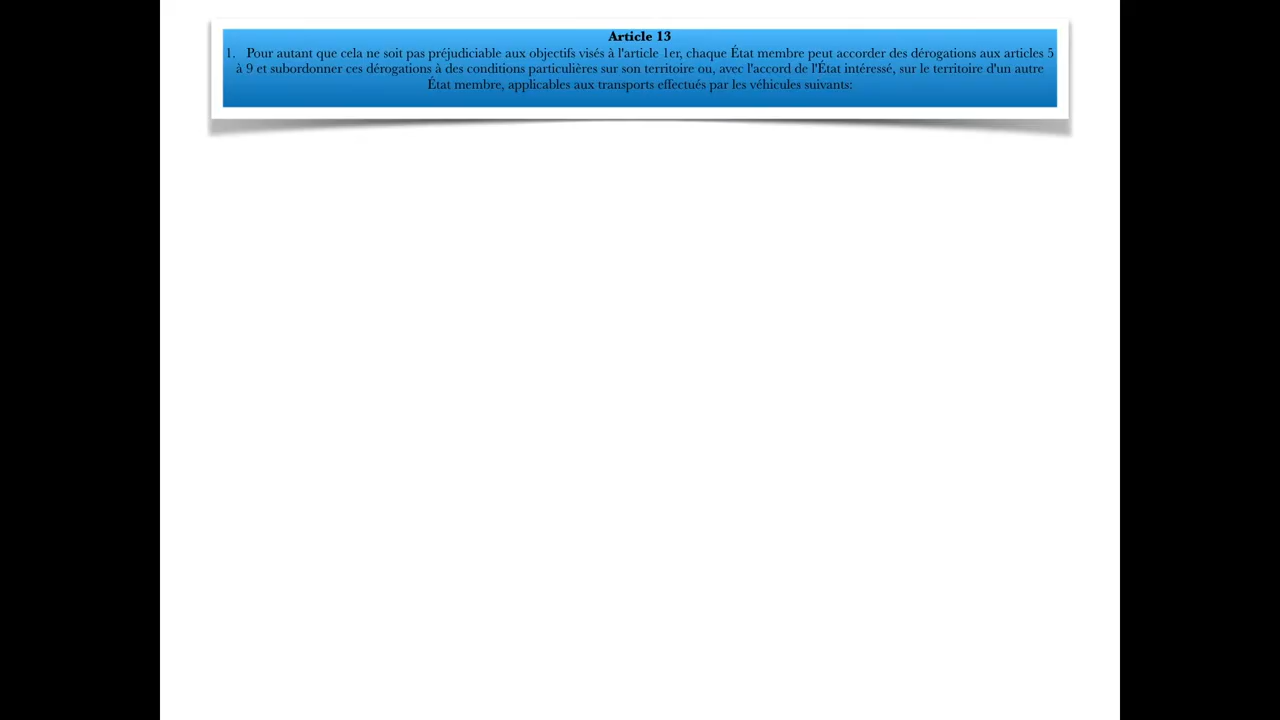 Article 13
1. Pour autant que cela ne soit pas préjudiciable aux objectifs visés à l'article 1er, chaque État membre peut accorder des dérogations aux articles 5
à 9 et subordonner ces dérogations à des conditions particulières sur son territoire ou, avec l'accord de l'État intéressé, sur le territoire d'un autre
État membre, applicables aux transports effectués par les véhicules suivants: